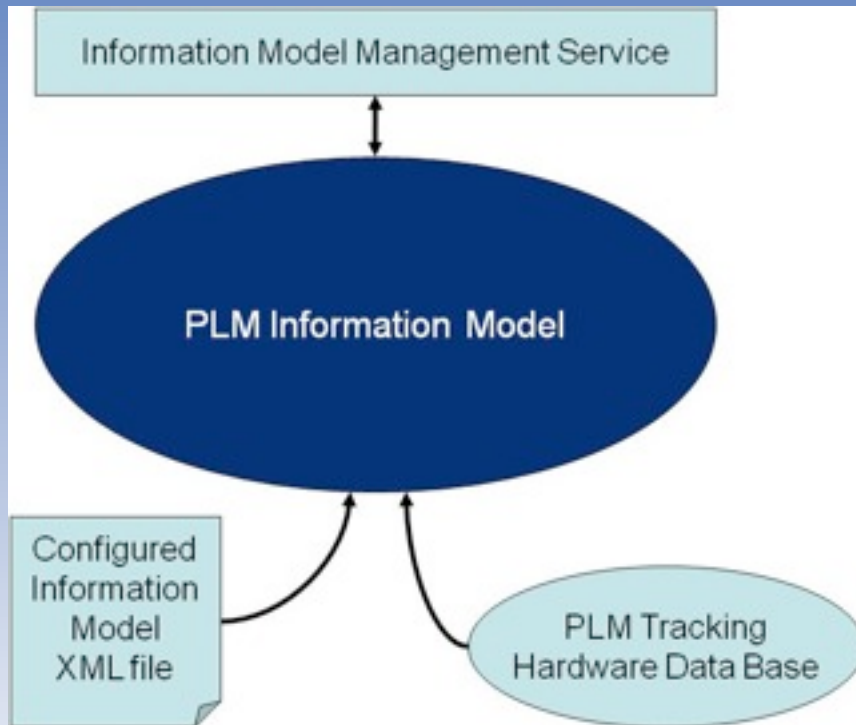 Information Model Management Service
PLM Information Model
Configured
Information
Model
XML file
PLM Tracking
Hardware Data Base